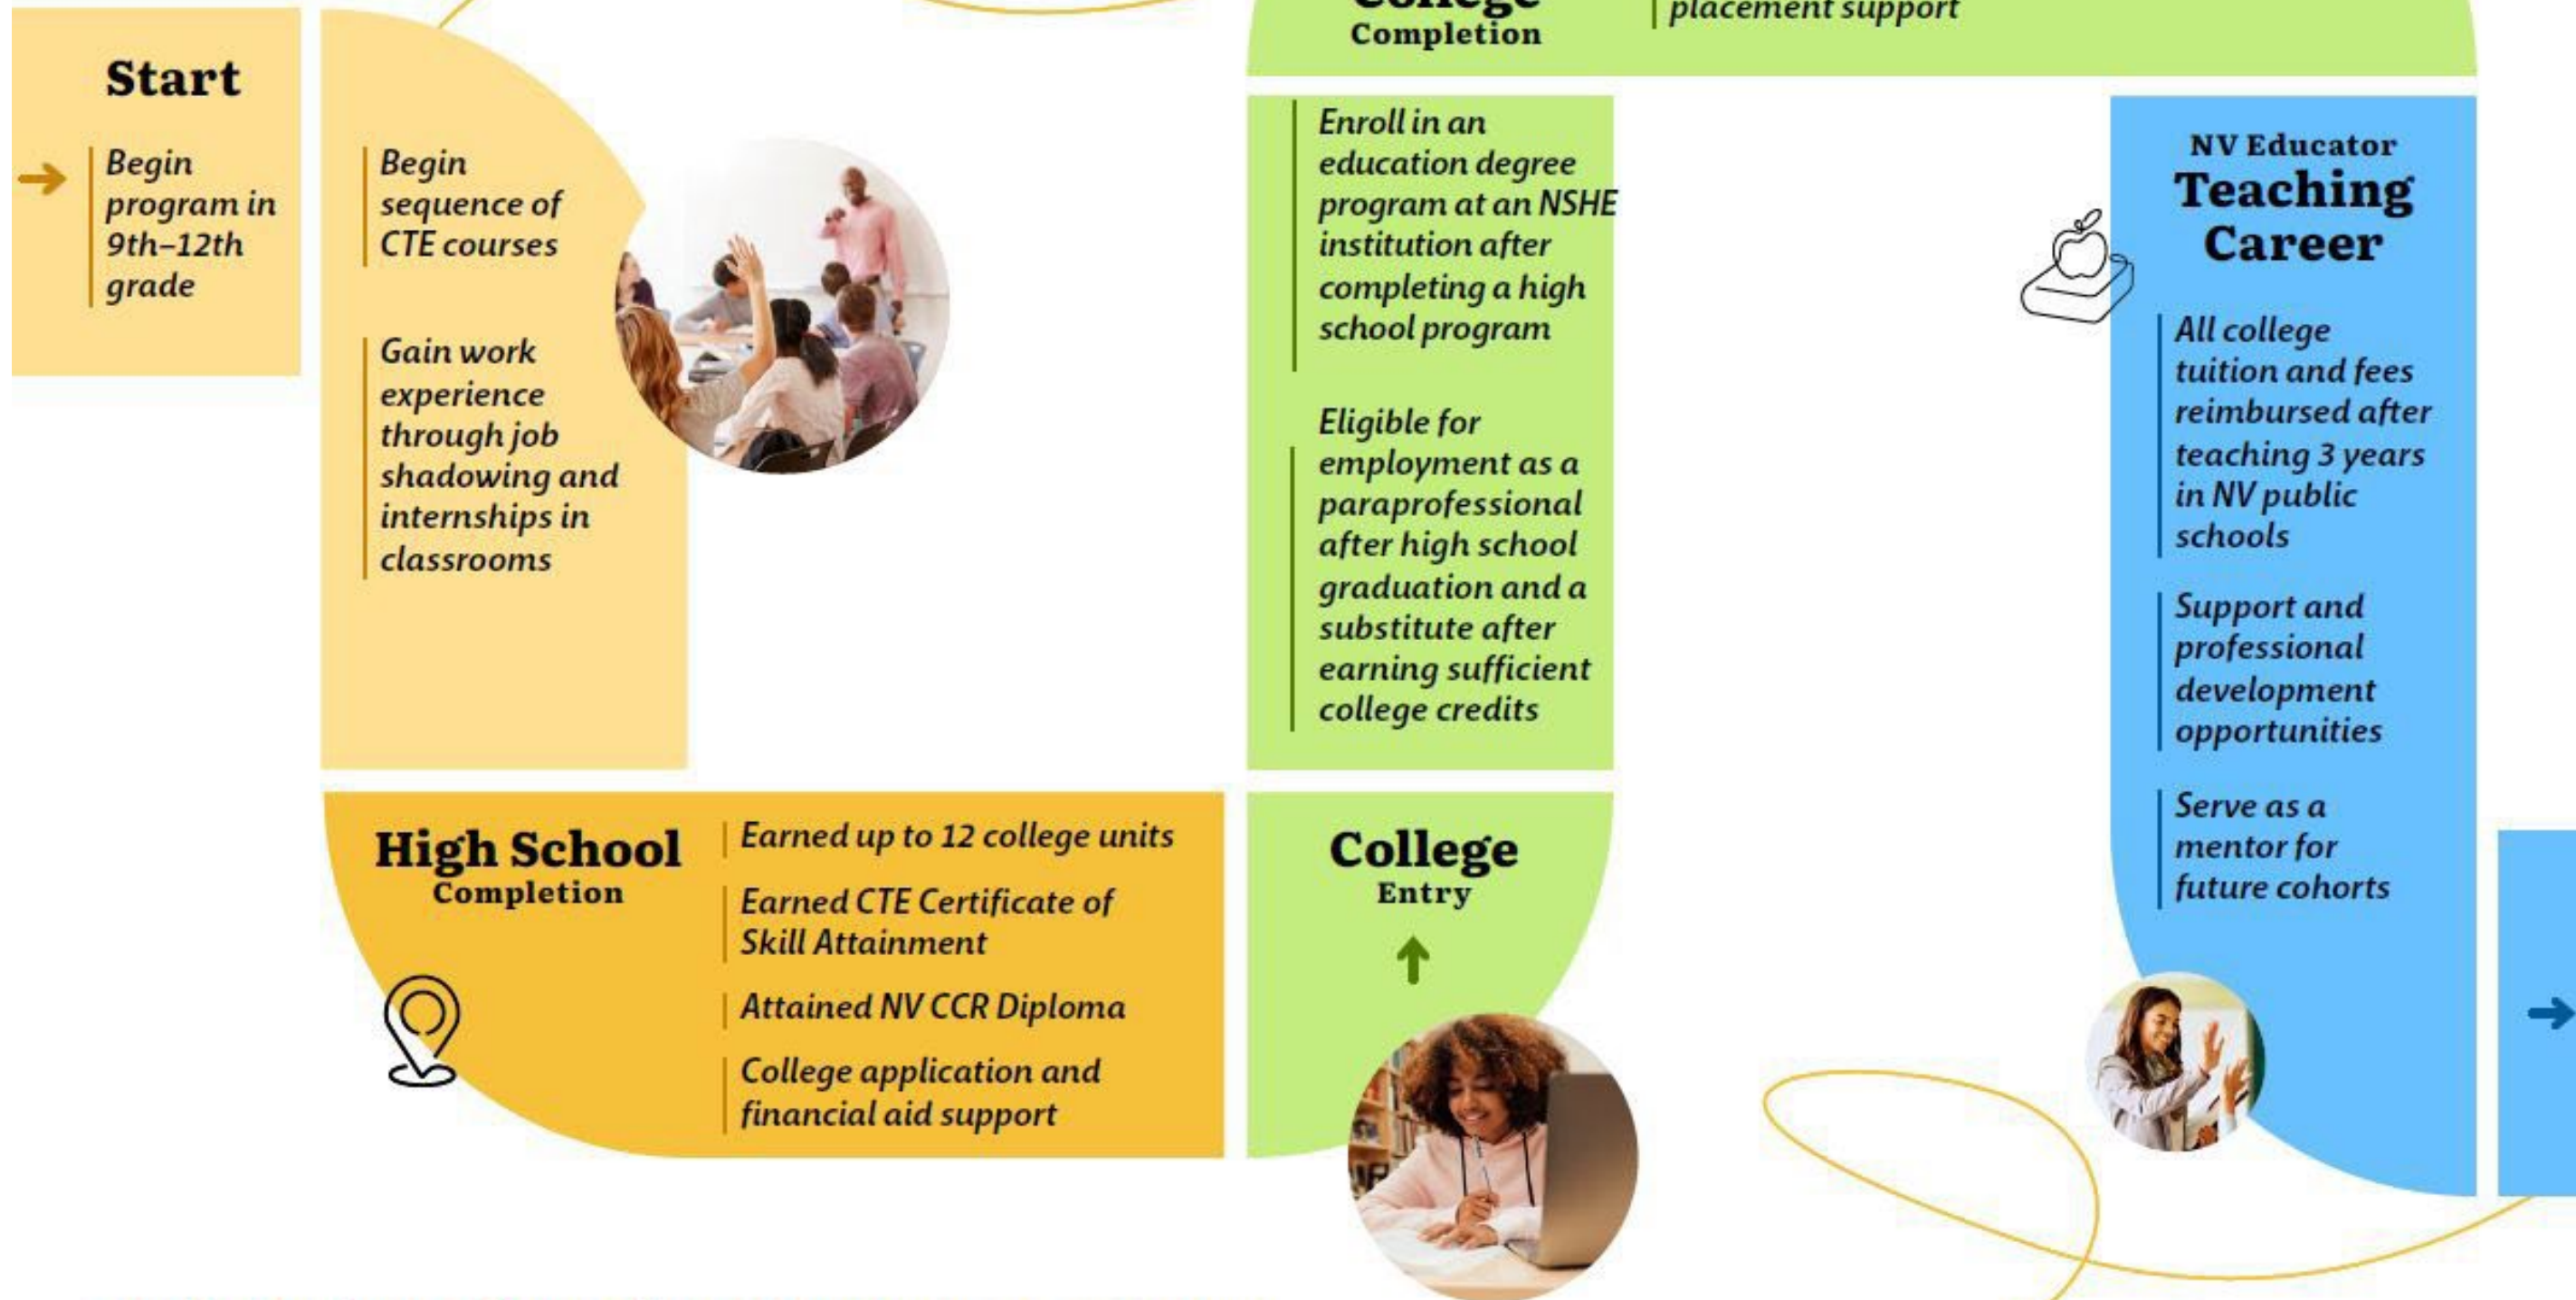 Start
Begin
program in
9th–12th
grade
Begin
sequence of
CTE courses
Gain work
experience
through job
shadowing and
internships in
classrooms
High School
Completion
Earned up to 12 college units
Earned CTE Certificate of
Skill Attainment
Attained NV CCR Diploma
College application and
financial aid support
College
Entry
Enroll in an
education degree
program at an NSHE
institution after
completing a high
school program
Eligible for
employment as a
paraprofessional
after high school
graduation and a
substitute after
earning sufficient
college credits
College
Completion
placement support
NV Educator
Teaching
Career
All college
tuition and fees
reimbursed after
teaching 3 years
in NV public
schools
Support and
professional
development
opportunities
Serve as a
mentor for
future cohorts